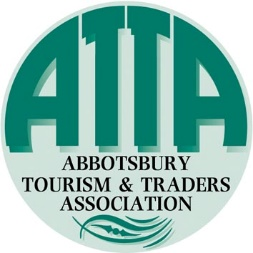 ATTA
ABBOTSBURY
TOURISM & TRADERS
ASSOCIATION